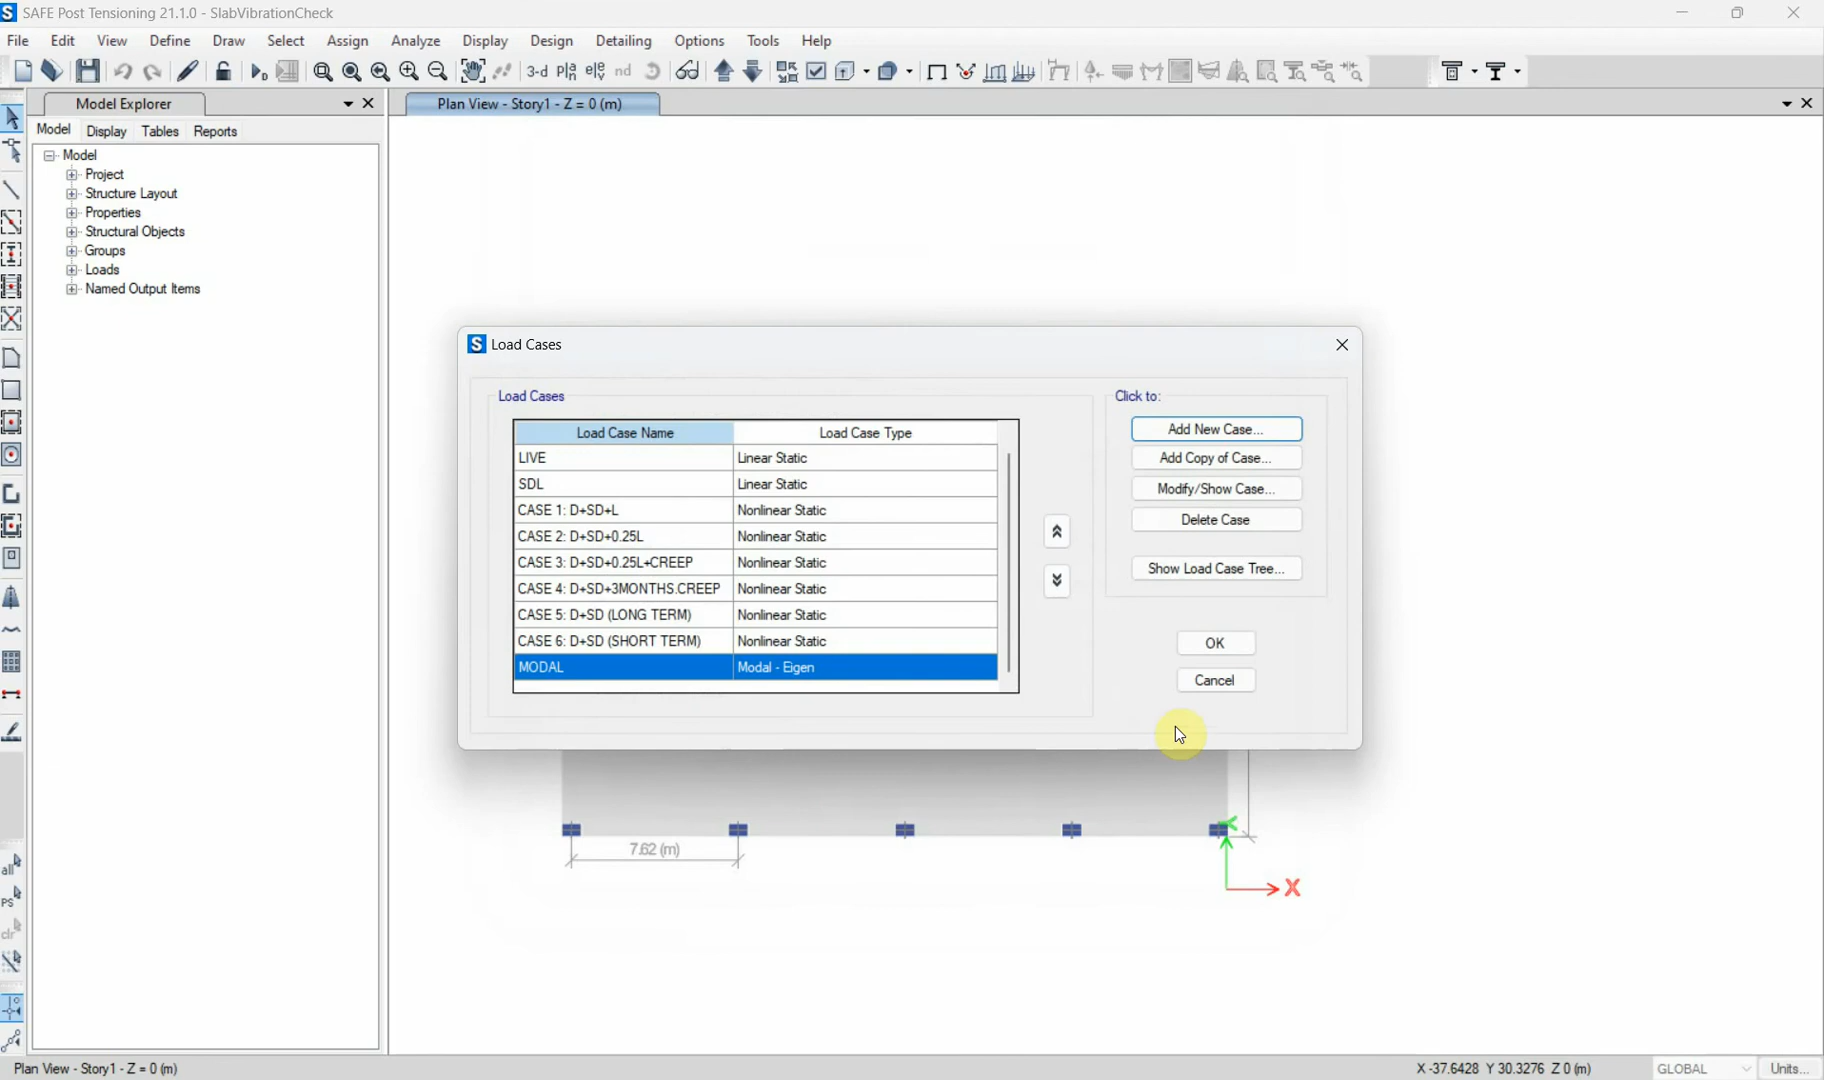 S SAFE Post Tensioning 21.1.0 - SlabVibrationCheck
File Edit View Define Draw Select Assign Analyze Display Design Detailing Options Tools Help
3-d pla ele nd
Model Explorer
Plan View - Story1 - Z = 0 (m)
Model Display Tables Reports
Model
Project
Structure Layout
Properties
Structural Objects
Groups
Loads
Named Output Items
S Load Cases
Load Cases
Load Case Name Load Case Type
LIVE Linear Static
SDL Linear Static
CASE 1: D+SD+L Nonlinear Static
CASE 2: D+SD+0.25L Nonlinear Static
CASE 3: D+SD+0.25L+CREEP Nonlinear Static
CASE 4: D+SD+3MONTHS.CREEP Nonlinear Static
CASE 5: D+SD (LONG TERM) Nonlinear Static
CASE 6: D+SD (SHORT TERM) Nonlinear Static
MODAL Modal - Eigen
Click to:
Add New Case...
Add Copy of Case...
Modify/Show Case...
Delete Case
Show Load Case Tree...
OK
Cancel
7.62 (m)
Y
X
all
PS
clr
Plan View - Story1 - Z = 0 (m)
X -37.6428 Y 30.3276 Z 0 (m)
GLOBAL
Units...